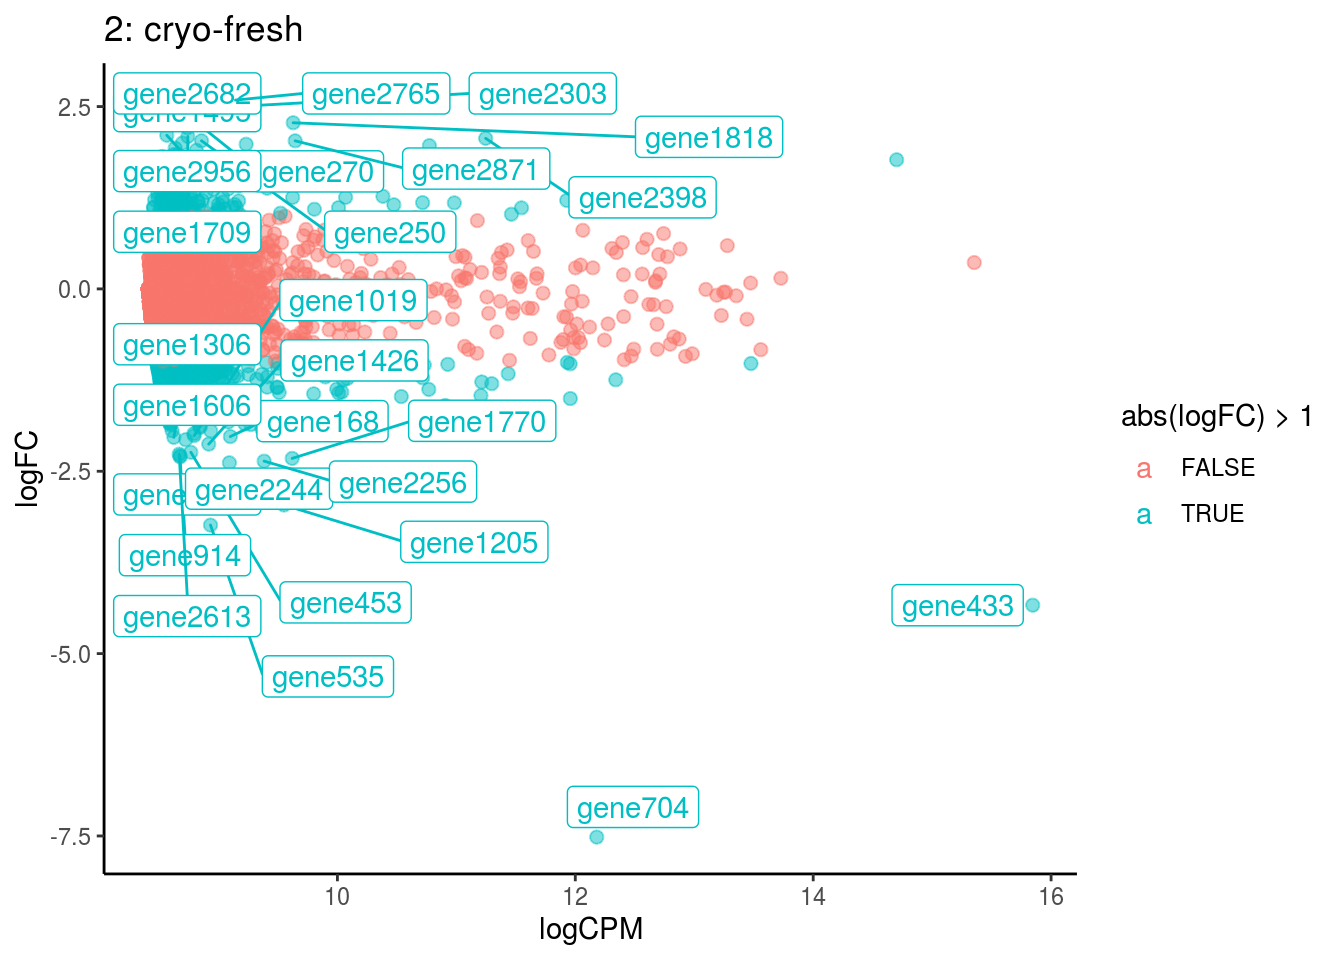 2: cryo-fresh
gene2682
gene2765
gene2303
gene1818
gene2956
gene270
gene2871
gene2398
gene1709
gene250
gene1019
gene1306
gene1426
gene1606
gene168
gene1770
gene2244
gene2256
gene1205
gene914
gene453
gene2613
gene433
gene535
gene704
2.5
0.0
-2.5
-5.0
-7.5
logFC
10
12
14
16
logCPM
abs(logFC) > 1
a FALSE
a TRUE